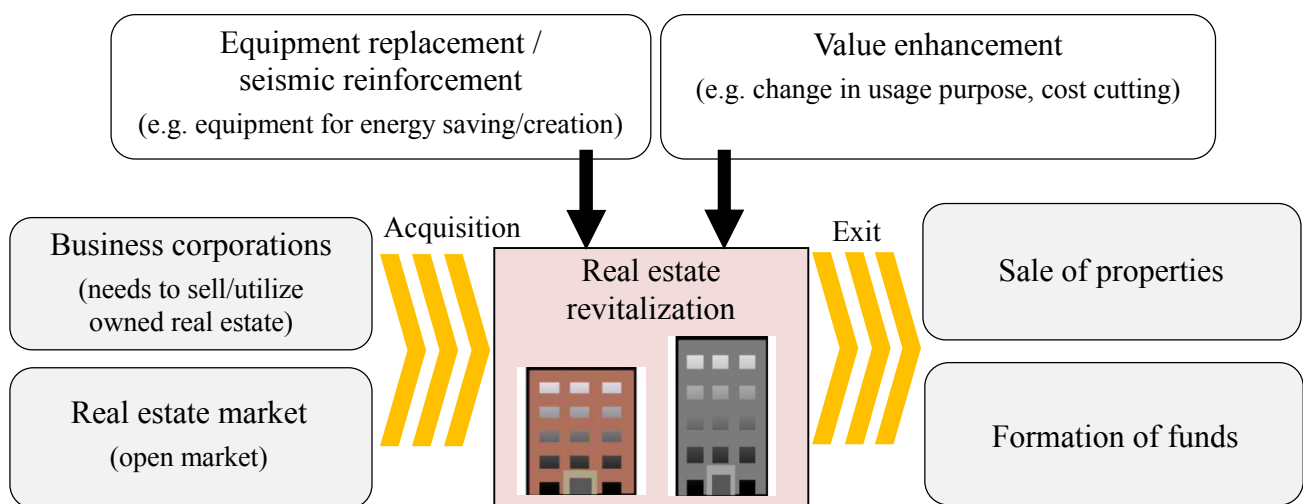 Equipment replacement /
seismic reinforcement
(e.g. equipment for energy saving/creation)
Value enhancement
(e.g. change in usage purpose, cost cutting)
Business corporations
(needs to sell/utilize
owned real estate)
Real estate market
(open market)
Acquisition
Real estate
revitalization
Exit
Sale of properties
Formation of funds